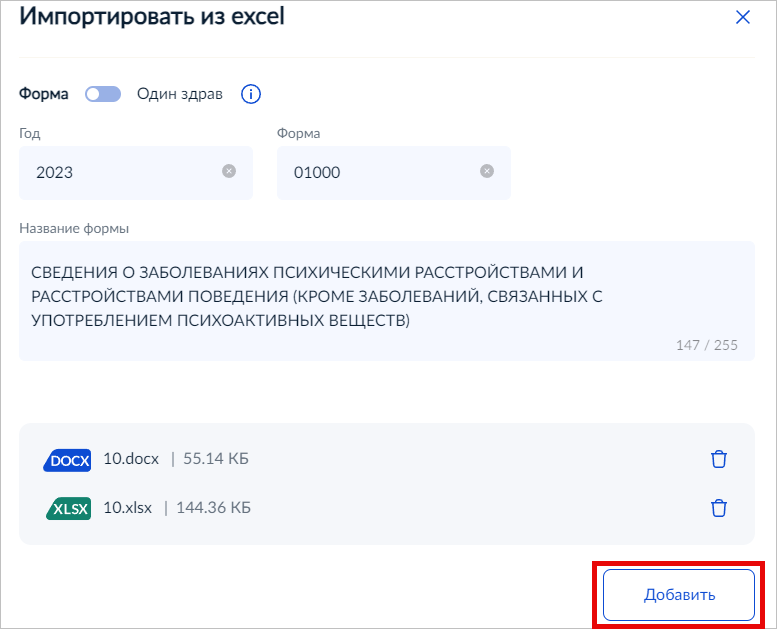 Импортировать из excel
Форма Один здрав
Год Форма
2023 01000
Название формы
СВЕДЕНИЯ О ЗАБОЛЕВАНИЯХ ПСИХИЧЕСКИМИ РАССТРОЙСТВАМИ И
РАССТРОЙСТВАМИ ПОВЕДЕНИЯ (КРОМЕ ЗАБОЛЕВАНИЙ, СВЯЗАННЫХ С
УПОТРЕБЛЕНИЕМ ПСИХОАКТИВНЫХ ВЕЩЕСТВ)
147 / 255
DOCX 10.docx | 55.14 КБ
XLSX 10.xlsx | 144.36 КБ
Добавить